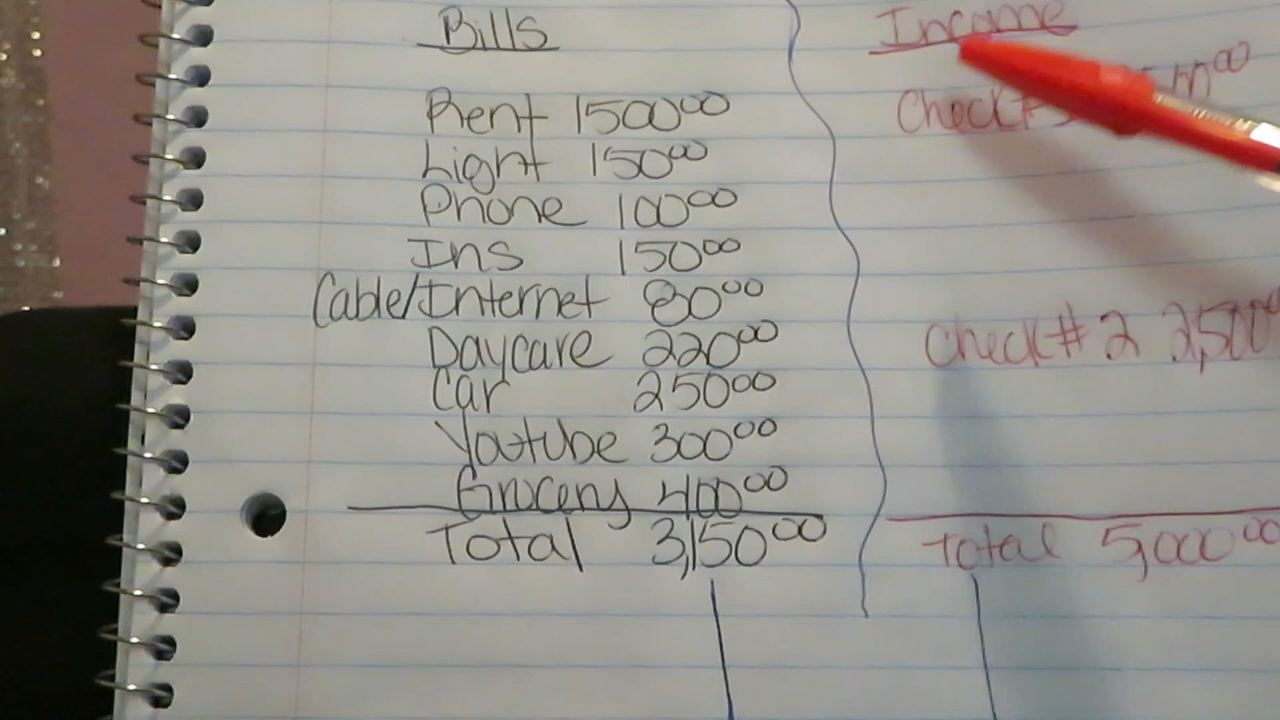 Bills
Rent 1500.00
Light 150.00
Phone 100.00
Ins 150.00
Cable/Internet 80.00
Daycare 220.00
Car 250.00
Youtube 300.00
Grocery 400.00
Total 3,150.00
Income
Check #
Check # 2 2,500.00
Total 5,000.00